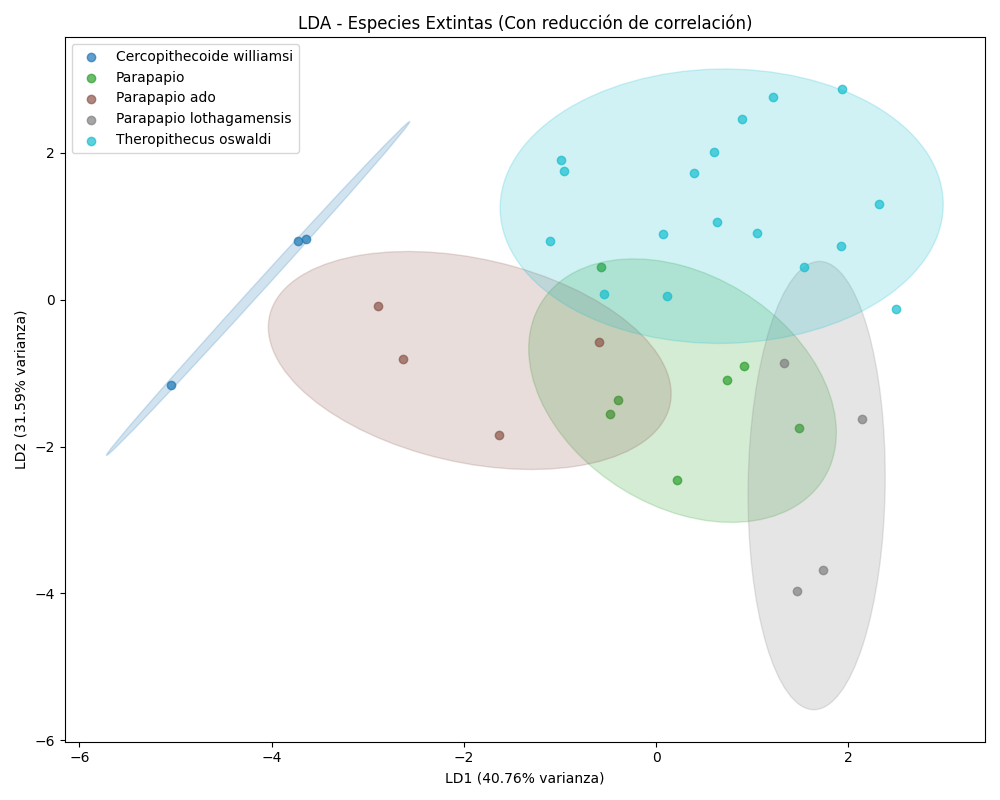 LDA - Especies Extintas (Con reducción de correlación)
Cercopithecoide williamsi
Parapapio
Parapapio ado
Parapapio lothagamensis
Theropithecus oswaldi
2
0
−2
−4
−6
LD2 (31.59% varianza)
−6
−4
−2
0
2
LD1 (40.76% varianza)